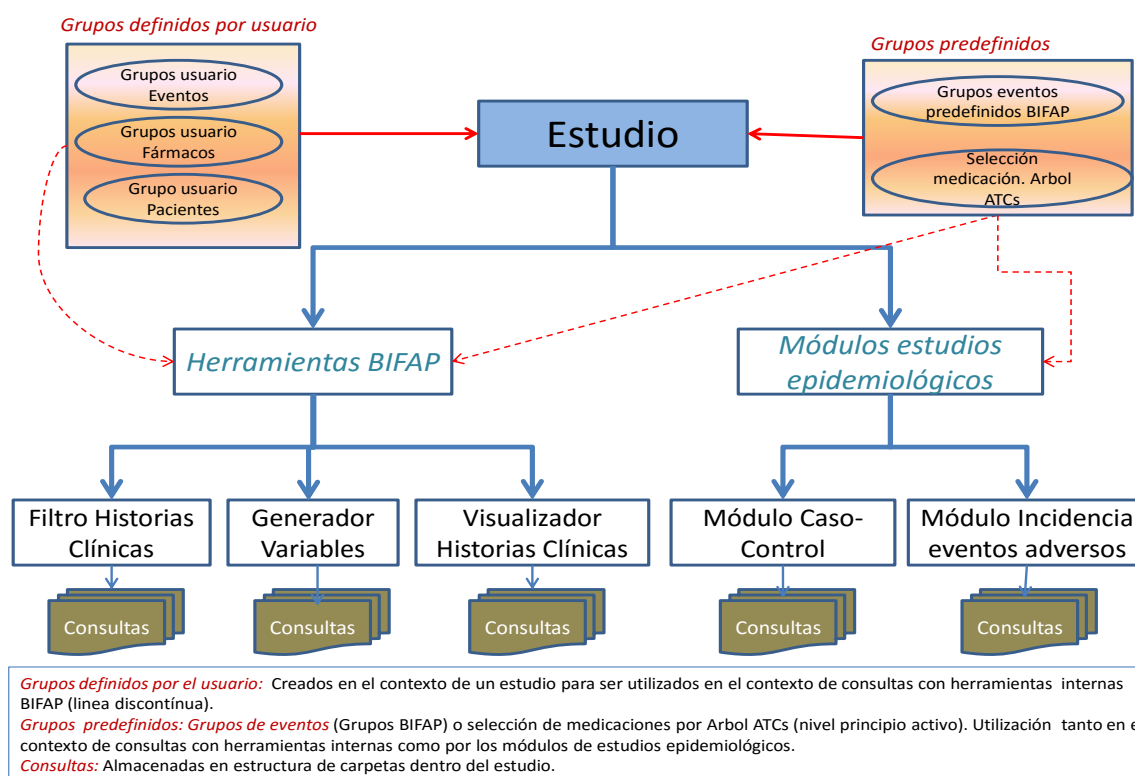 Grupos definidos por usuario
Grupos usuario
Eventos
Grupos usuario
Fármacos
Grupo usuario
Pacientes
Estudio
Grupos predefinidos
Grupos eventos
predefinidos BIFAP
Selección
medicación. Arbol
ATCs
Herramientas BIFAP
Módulos estudios
epidemiológicos
Filtro Historias
Clínicas
Generador
Variables
Visualizador
Historias Clínicas
Módulo Caso-
Control
Módulo Incidencia
eventos adversos
Consultas
Consultas
Consultas
Consultas
Consultas
Grupos definidos por el usuario: Creados en el contexto de un estudio para ser utilizados en el contexto de consultas con herramientas internas
BIFAP (linea discontínua).
Grupos predefinidos: Grupos de eventos (Grupos BIFAP) o selección de medicaciones por Arbol ATCs (nivel principio activo). Utilización tanto en e
contexto de consultas con herramientas internas como por los módulos de estudios epidemiológicos.
Consultas: Almacenadas en estructura de carpetas dentro del estudio.